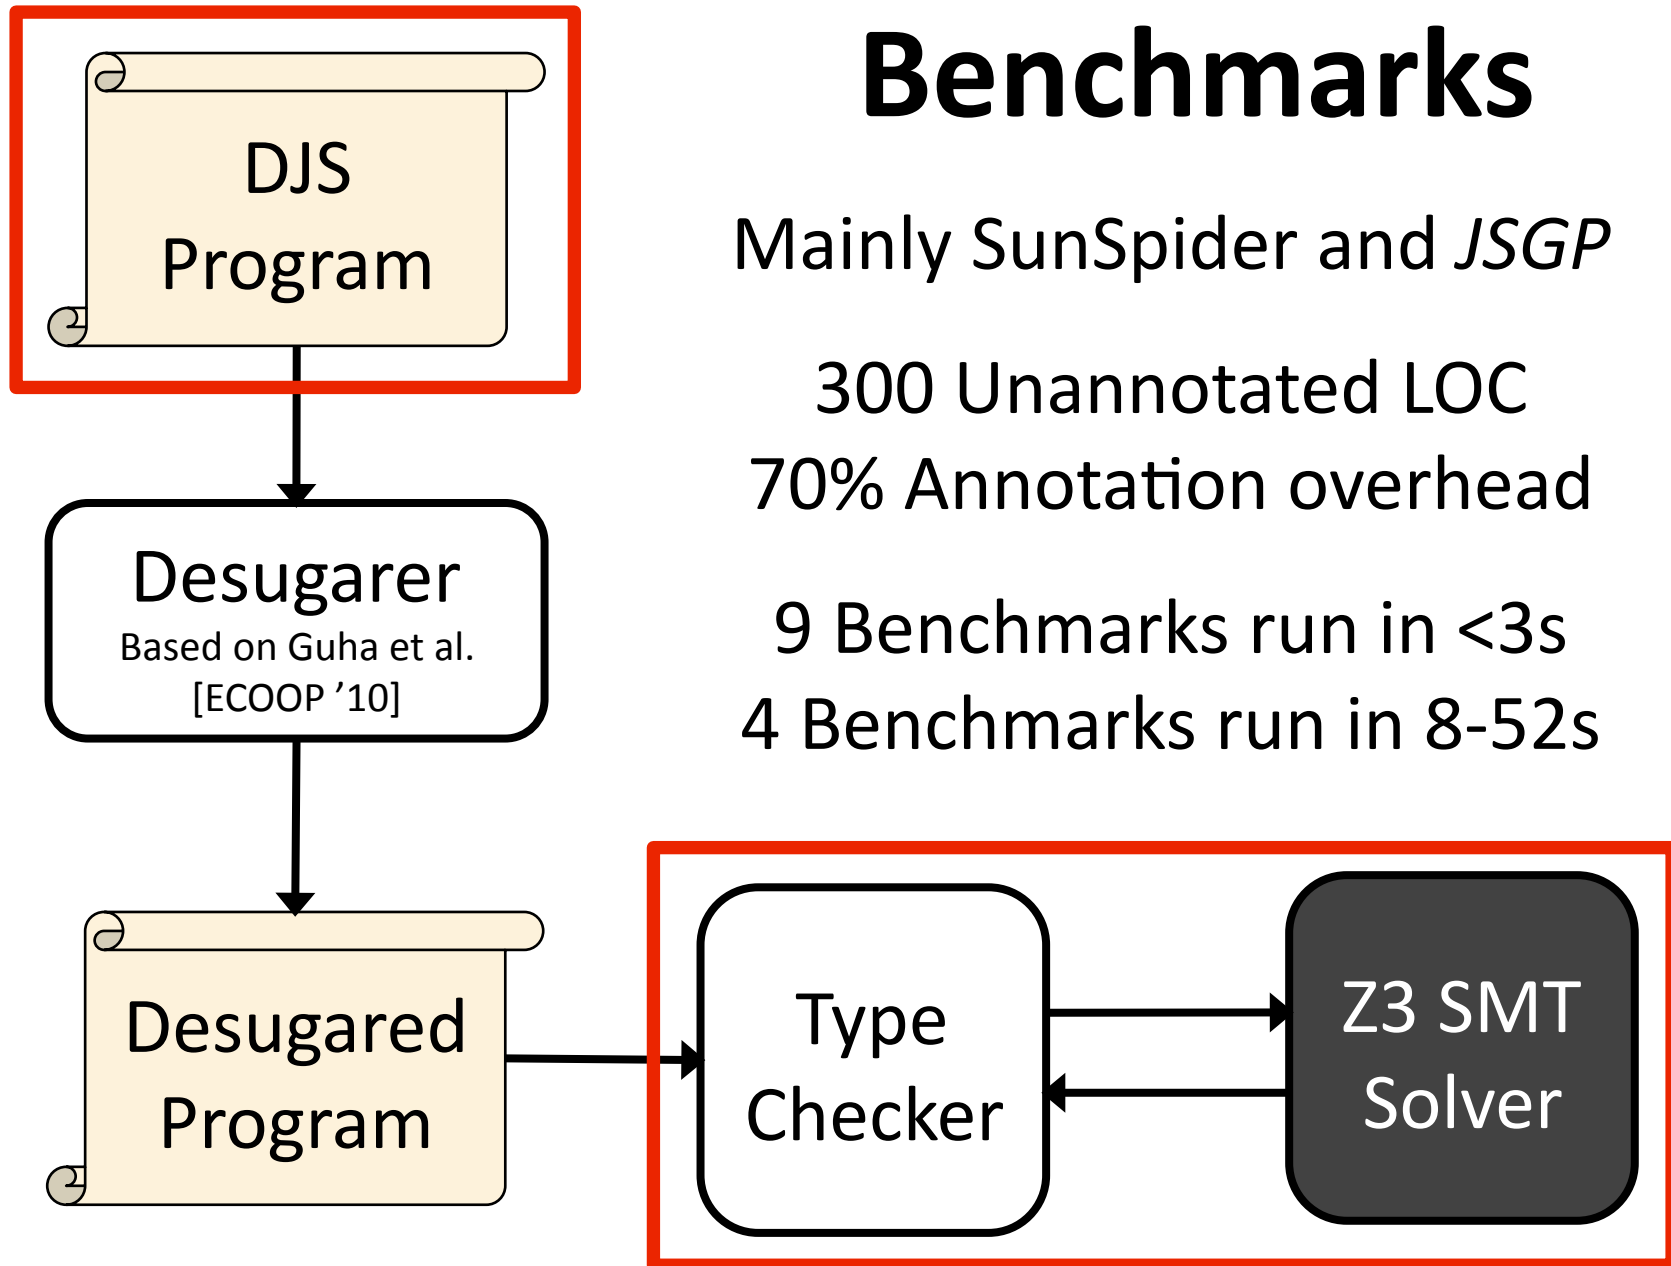 Benchmarks
DJS
Program
Mainly SunSpider and JSGP
300 Unannotated LOC
70% Annotation overhead
Desugarer
Based on Guha et al.
[ECOOP ’10]
9 Benchmarks run in <3s
4 Benchmarks run in 8-52s
Desugared
Program
Type
Checker
Z3 SMT
Solver